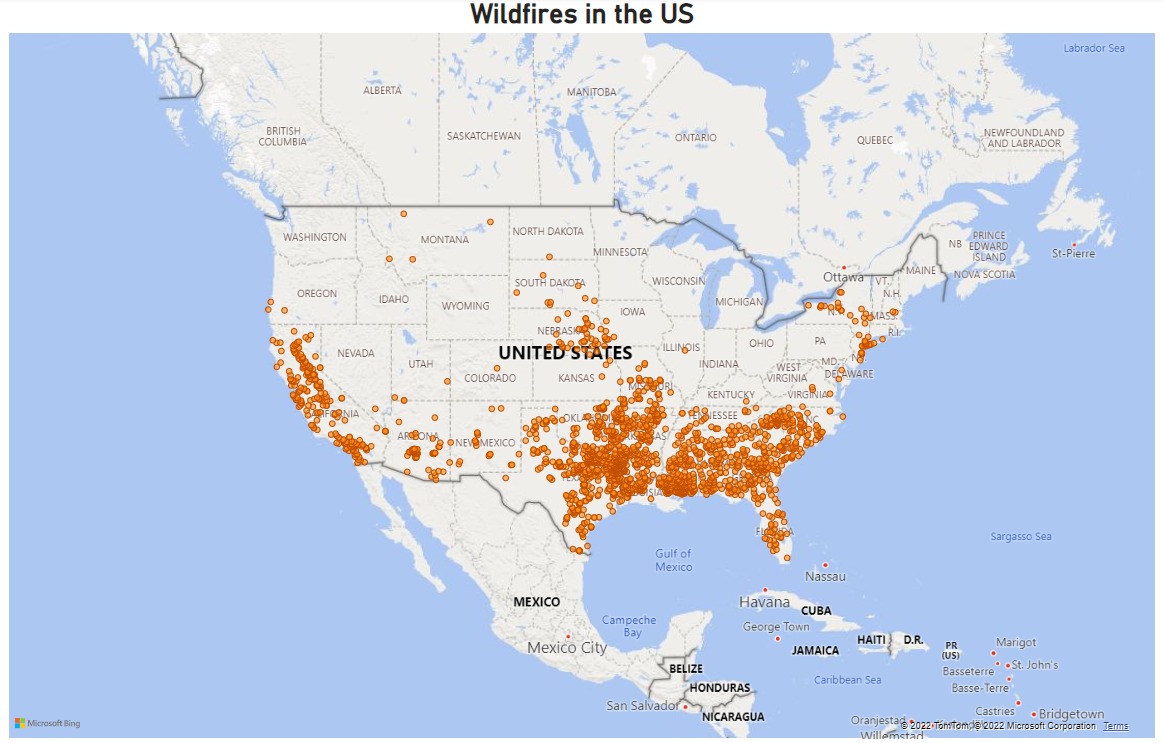 Wildfires in the US
Labrador Sea
ALBERTA
MANITOBA
SASKATCHEWAN
BRITISH
COLUMBIA
ONTARIO
QUEBEC
NEWFOUNDLAND
AND LABRADOR
WASHINGTON
MONTANA
NORTH DAKOTA
MINNESOTA
NB
PRINCE
EDWARD
ISLAND
St-Pierre
Ottawa
MAINE
NOVA SCOTIA
VT.
N.H.
OREGON
IDAHO
WYOMING
SOUTH DAKOTA
WISCONSIN
MICHIGAN
MASS.
R.I.
IOWA
NEBRASKA
NEVADA
UTAH
UNITED STATES
ILLINOIS
OHIO
PA
INDIANA
MD.
DELAWARE
COLORADO
KANSAS
MISSOURI
WEST
VIRGINIA
KENTUCKY
VIRGINIA
CALIFORNIA
ARIZONA
NEW MEXICO
TENNESSEE
NC
FLORIDA
Gulf of
Mexico
Sargasso Sea
Nassau
MEXICO
Havana
CUBA
Campeche
Bay
George Town
Mexico City
JAMAICA
HAITI
D.R.
PR
(US)
Marigot
BELIZE
Basseterre
St. John's
HONDURAS
Caribbean Sea
Basse-Terre
San Salvador
NICARAGUA
Castries
Bridgetown
Oranjestad
Willemstad
Microsoft Bing
© 2022 TomTom, © 2022 Microsoft Corporation Terms